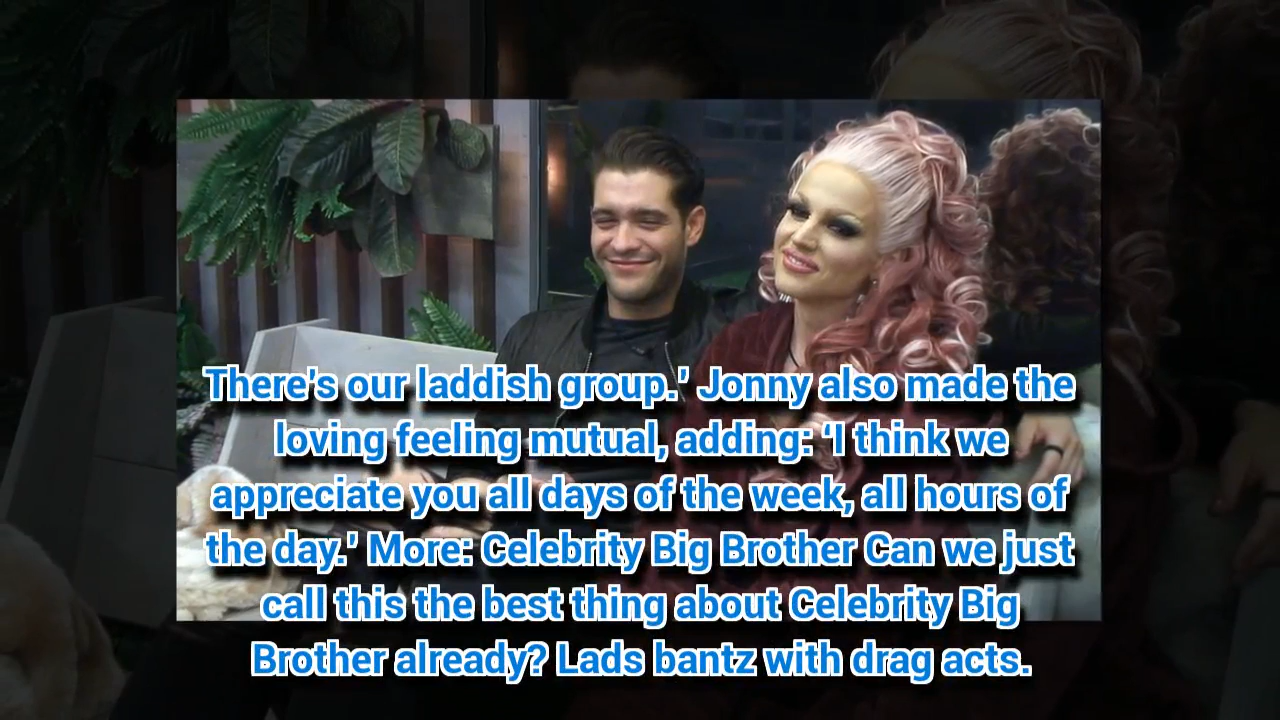 There's our laddish group.’ Jonny also made the
loving feeling mutual, adding: ‘I think we
appreciate you all days of the week, all hours of
the day.’ More: Celebrity Big Brother Can we just
call this the best thing about Celebrity Big
Brother already? Lads bantz with drag acts.